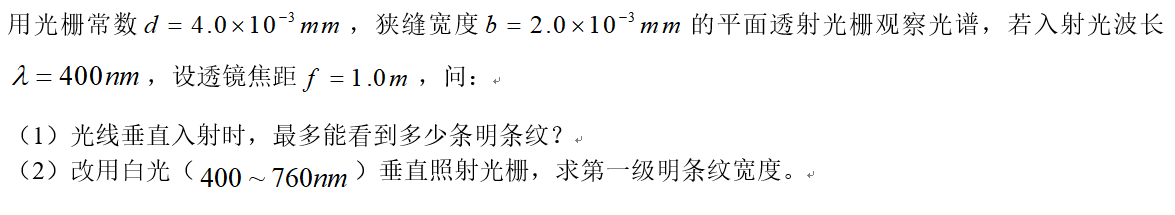 用光栅常数 d = 4.0×10⁻³ mm ，狭缝宽度 b = 2.0×10⁻³ mm 的平面透射光栅观察光谱，若入射光波长
λ = 400nm ，设透镜焦距 f = 1.0m ，问：
（1）光线垂直入射时，最多能看到多少条明条纹？
（2）改用白光（400 ~ 760nm）垂直照射光栅，求第一级明条纹宽度。